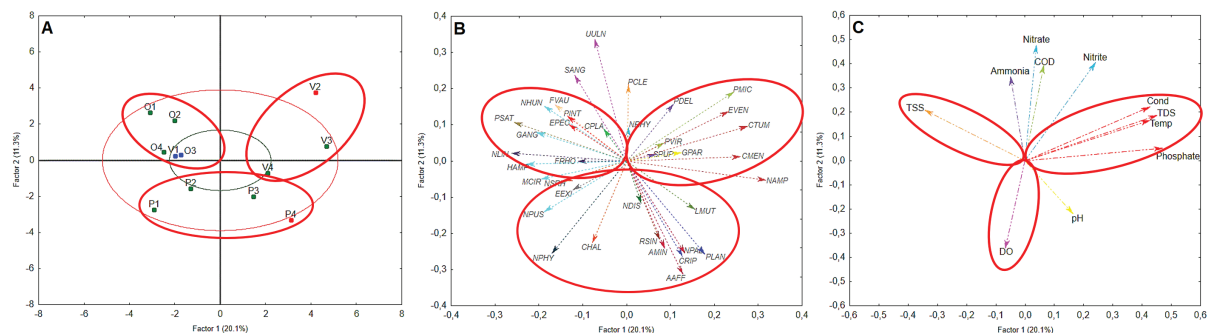 A
8
6
4
2
0
-2
-4
-6
-8
Factor 2 (11.3%)
O1
O2
O4
V1
O3
P2
P1
P3
P4
V2
V3
V4
-8 -6 -4 -2 0 2 4 6 8
Factor 1 (20.1%)
B
0,4
0,3
0,2
0,1
0,0
-0,1
-0,2
-0,3
-0,4
Factor 2 (11.3%)
UULN
SANG
PCLE
NHUN
FVAU
PINT
PSAT
EPEC
GANG
CPLA
NRHY
PDEL
PMIC
EVEN
CTUM
PVIR
GPAR
CMEN
NAMP
HAMP
MCIR
EEXI
NPUS
NDIS
LMUT
NPHY
CHAL
RSIN
AMIN
CRIP
PLAN
AAFF
-0,4 -0,3 -0,2 -0,1 0,0 0,1 0,2 0,3 0,4
Factor 1 (20.1%)
C
0,6
0,5
0,4
0,3
0,2
0,1
0,0
-0,1
-0,2
-0,3
-0,4
-0,5
-0,6
Factor 2 (11.3%)
Nitrate
COD
Ammonia
Nitrite
TSS
Cond
TDS
Temp
Phosphate
pH
DO
-0,6 -0,5 -0,4 -0,3 -0,2 -0,1 0,0 0,1 0,2 0,3 0,4 0,5 0,6
Factor 1 (20.1%)